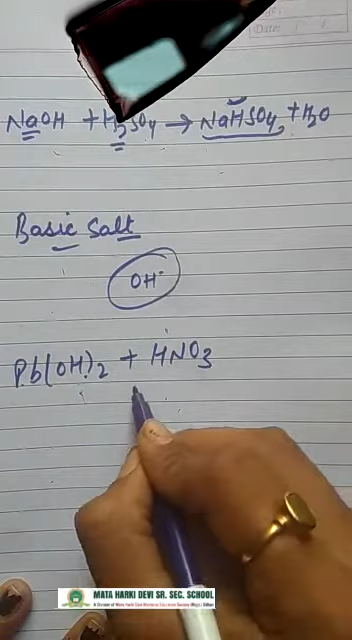 Date:
NaOH + H2SO4 → NaHSO4 + H2O
Basic Salt
OH-
Pb(OH)2 + HNO3
MATA HARKI DEVI SR. SEC. SCHOOL